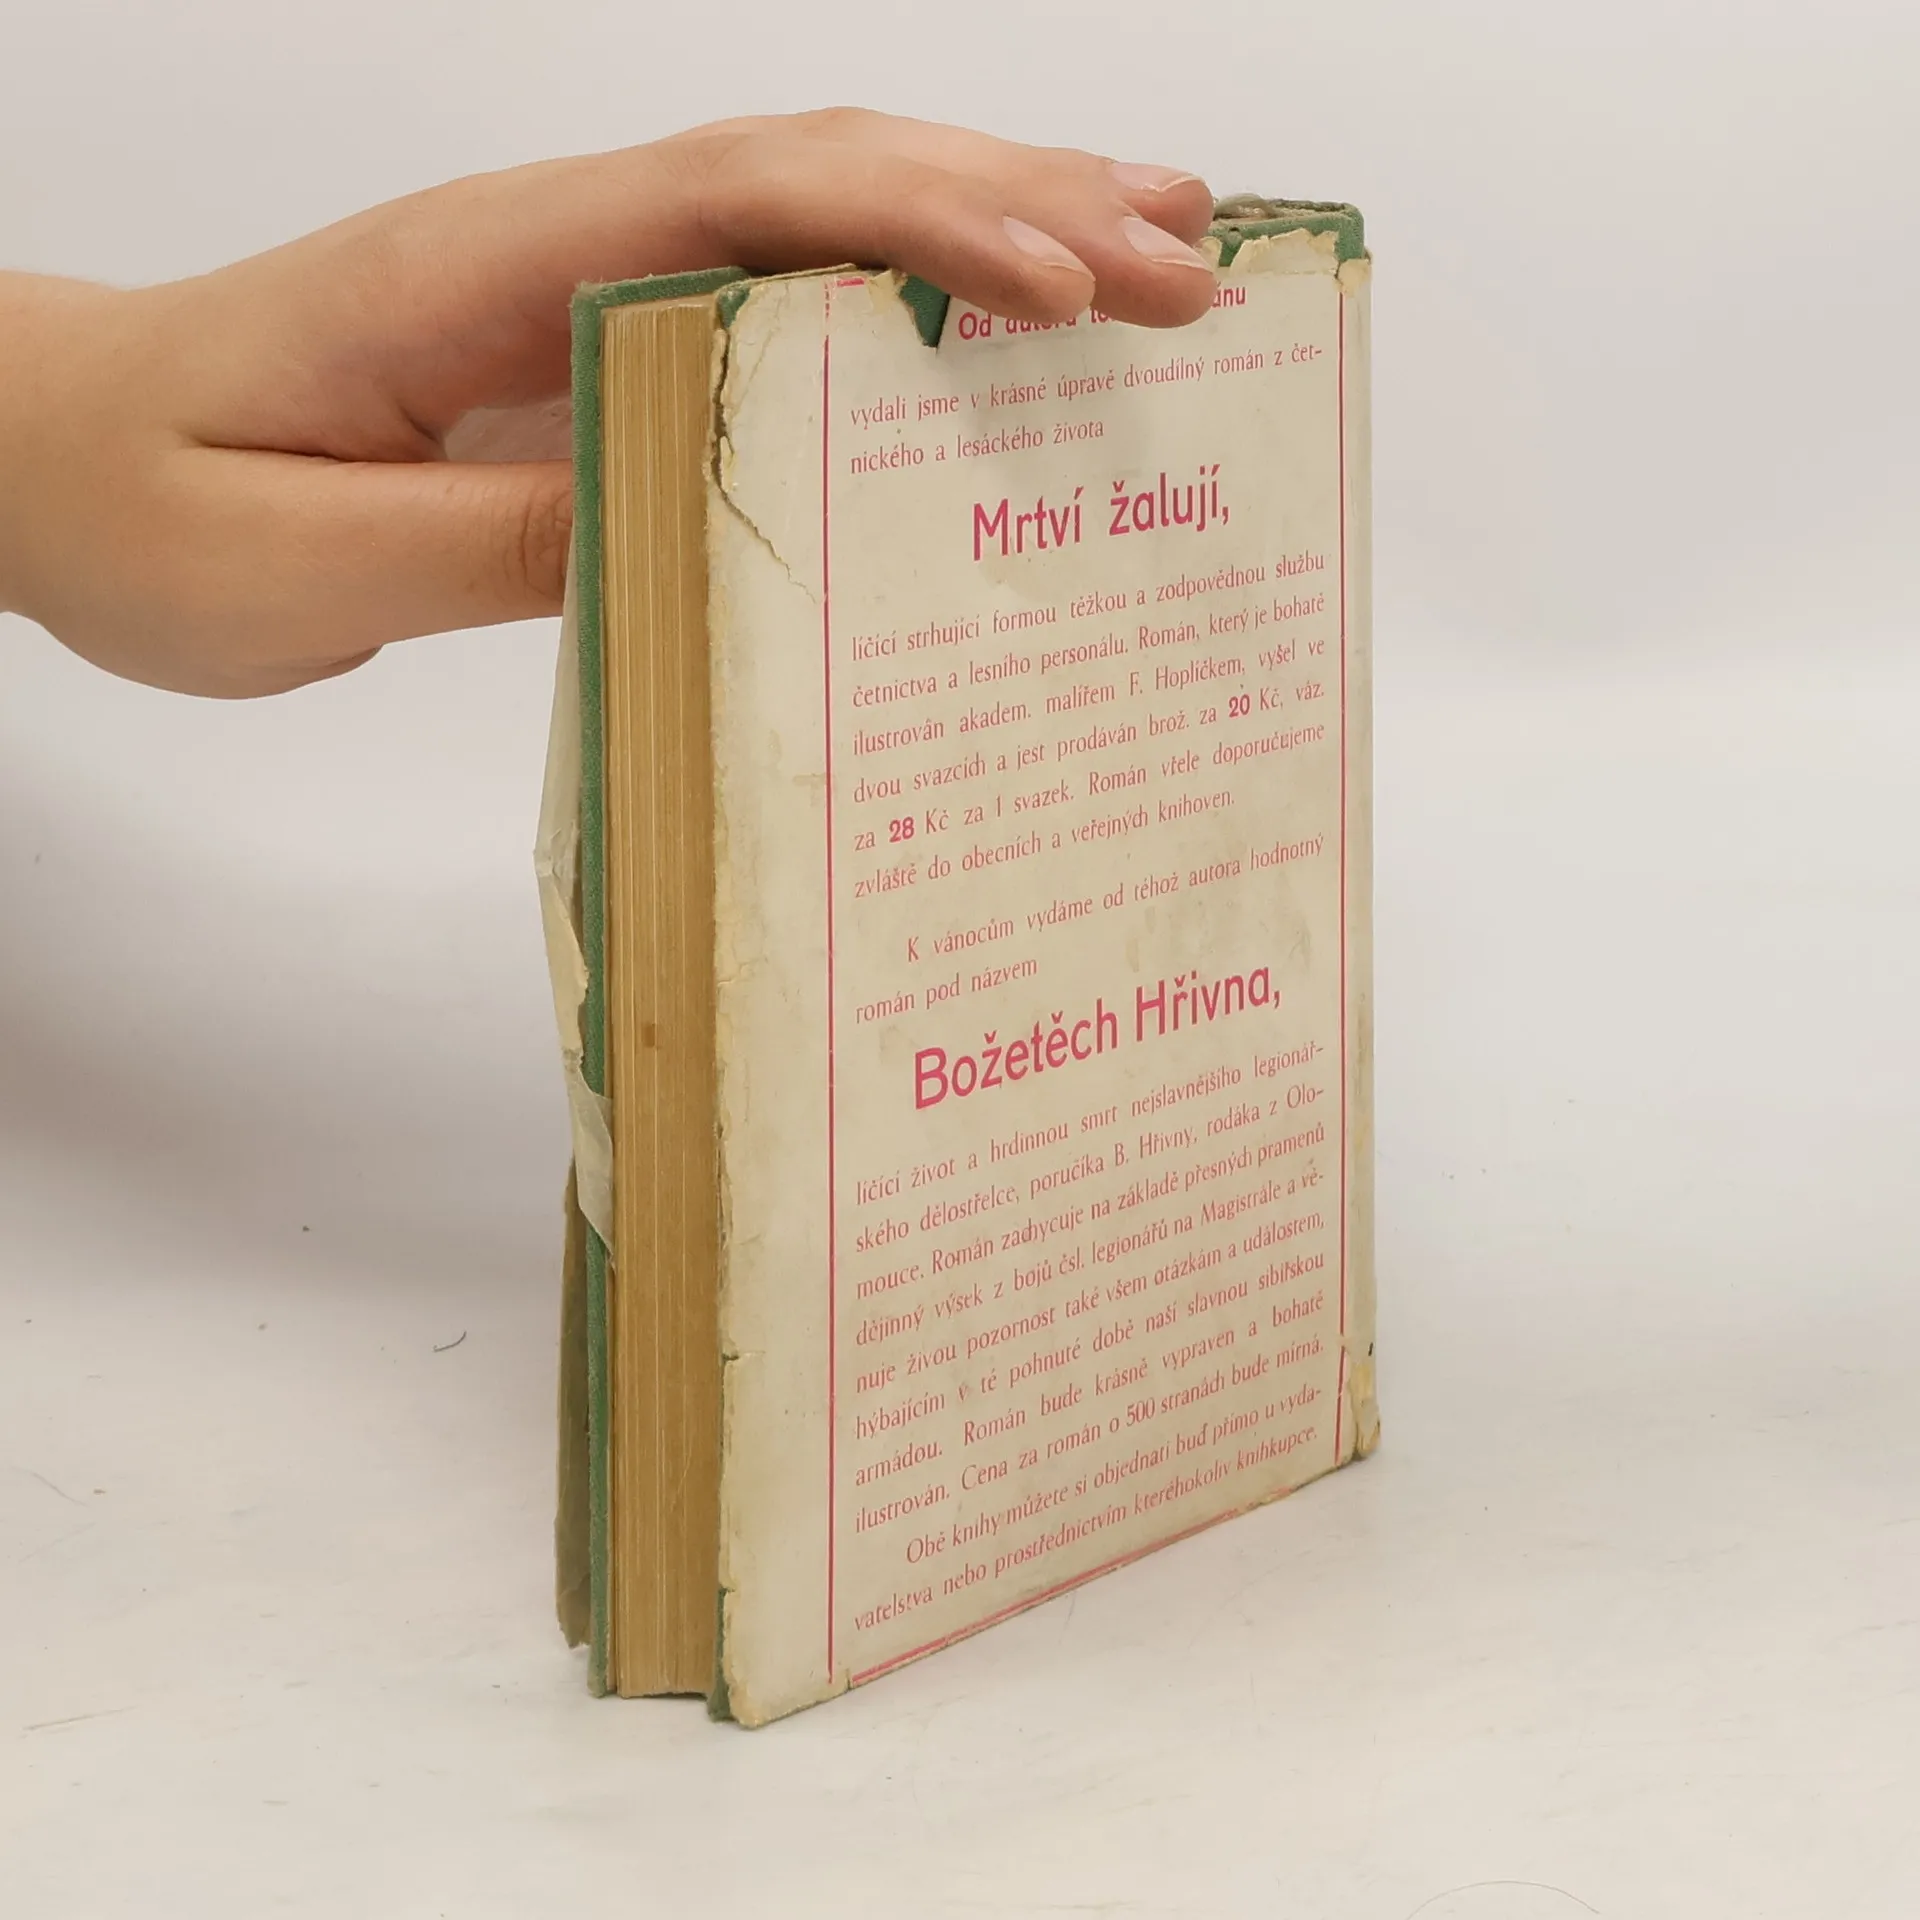 Od autora
vydali jsme v krásné úpravě dvoudílný román z čet-
nického a lesáckého života
Mrtví žalují,
líčící strhující formou těžkou a zodpovědnou službu
četnictva a lesního personálu. Román, který je bohatě
ilustrován akadem. malířem F. Hoplíčkem, vyšel ve
dvou svazcích a jest prodáván brož. za 20 Kč, váz.
za 28 Kč za 1 svazek. Román vřele doporučujeme
zvláště do obecních a veřejných knihoven.
K vánocům vydáme od téhož autora hodnotný
román pod názvem
Božetěch Hřivna,
líčící život a hrdinnou smrt nejslavnějšího legionář-
ského dělostřelce, poručíka B. Hřivny, rodáka z Olo-
mouce. Román zachycuje na základě přesných pramenů
dějinný výsek z bojů čsl. legionářů na Magistrále a vě-
nuje živou pozornost také všem otázkám a událostem,
hýbajícím v té pohnuté době naší slavnou sibiřskou
armádou. Román bude krásně vypraven a bohatě
ilustrován. Cena za román o 500 stranách bude mírná.
Obě knihy můžete si objednati buď přímo u vyda-
vatelstva nebo prostřednictvím kteréhokoliv knihkupce.